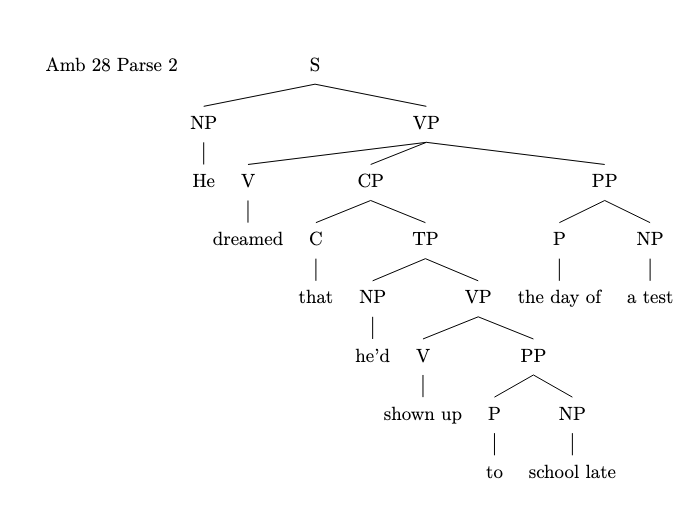 Amb 28 Parse 2 S
NP VP
He V CP PP
dreamed C TP P NP
that NP VP the day of a test
he'd V PP
shown up P NP
to school late